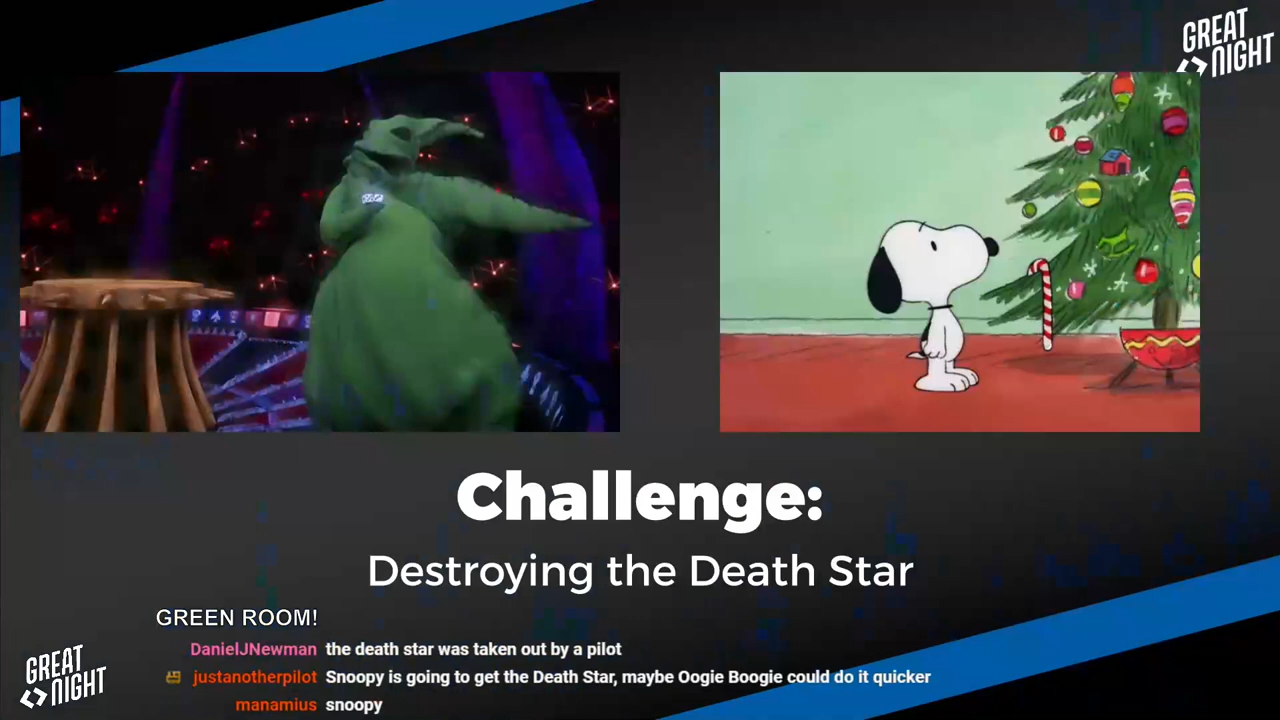 GREAT
NIGHT
Challenge:
Destroying the Death Star
GREEN ROOM!
DanielJNewman the death star was taken out by a pilot
justanotherpilot Snoopy is going to get the Death Star, maybe Oogie Boogie could do it quicker
manamius snoopy
GREAT
NIGHT